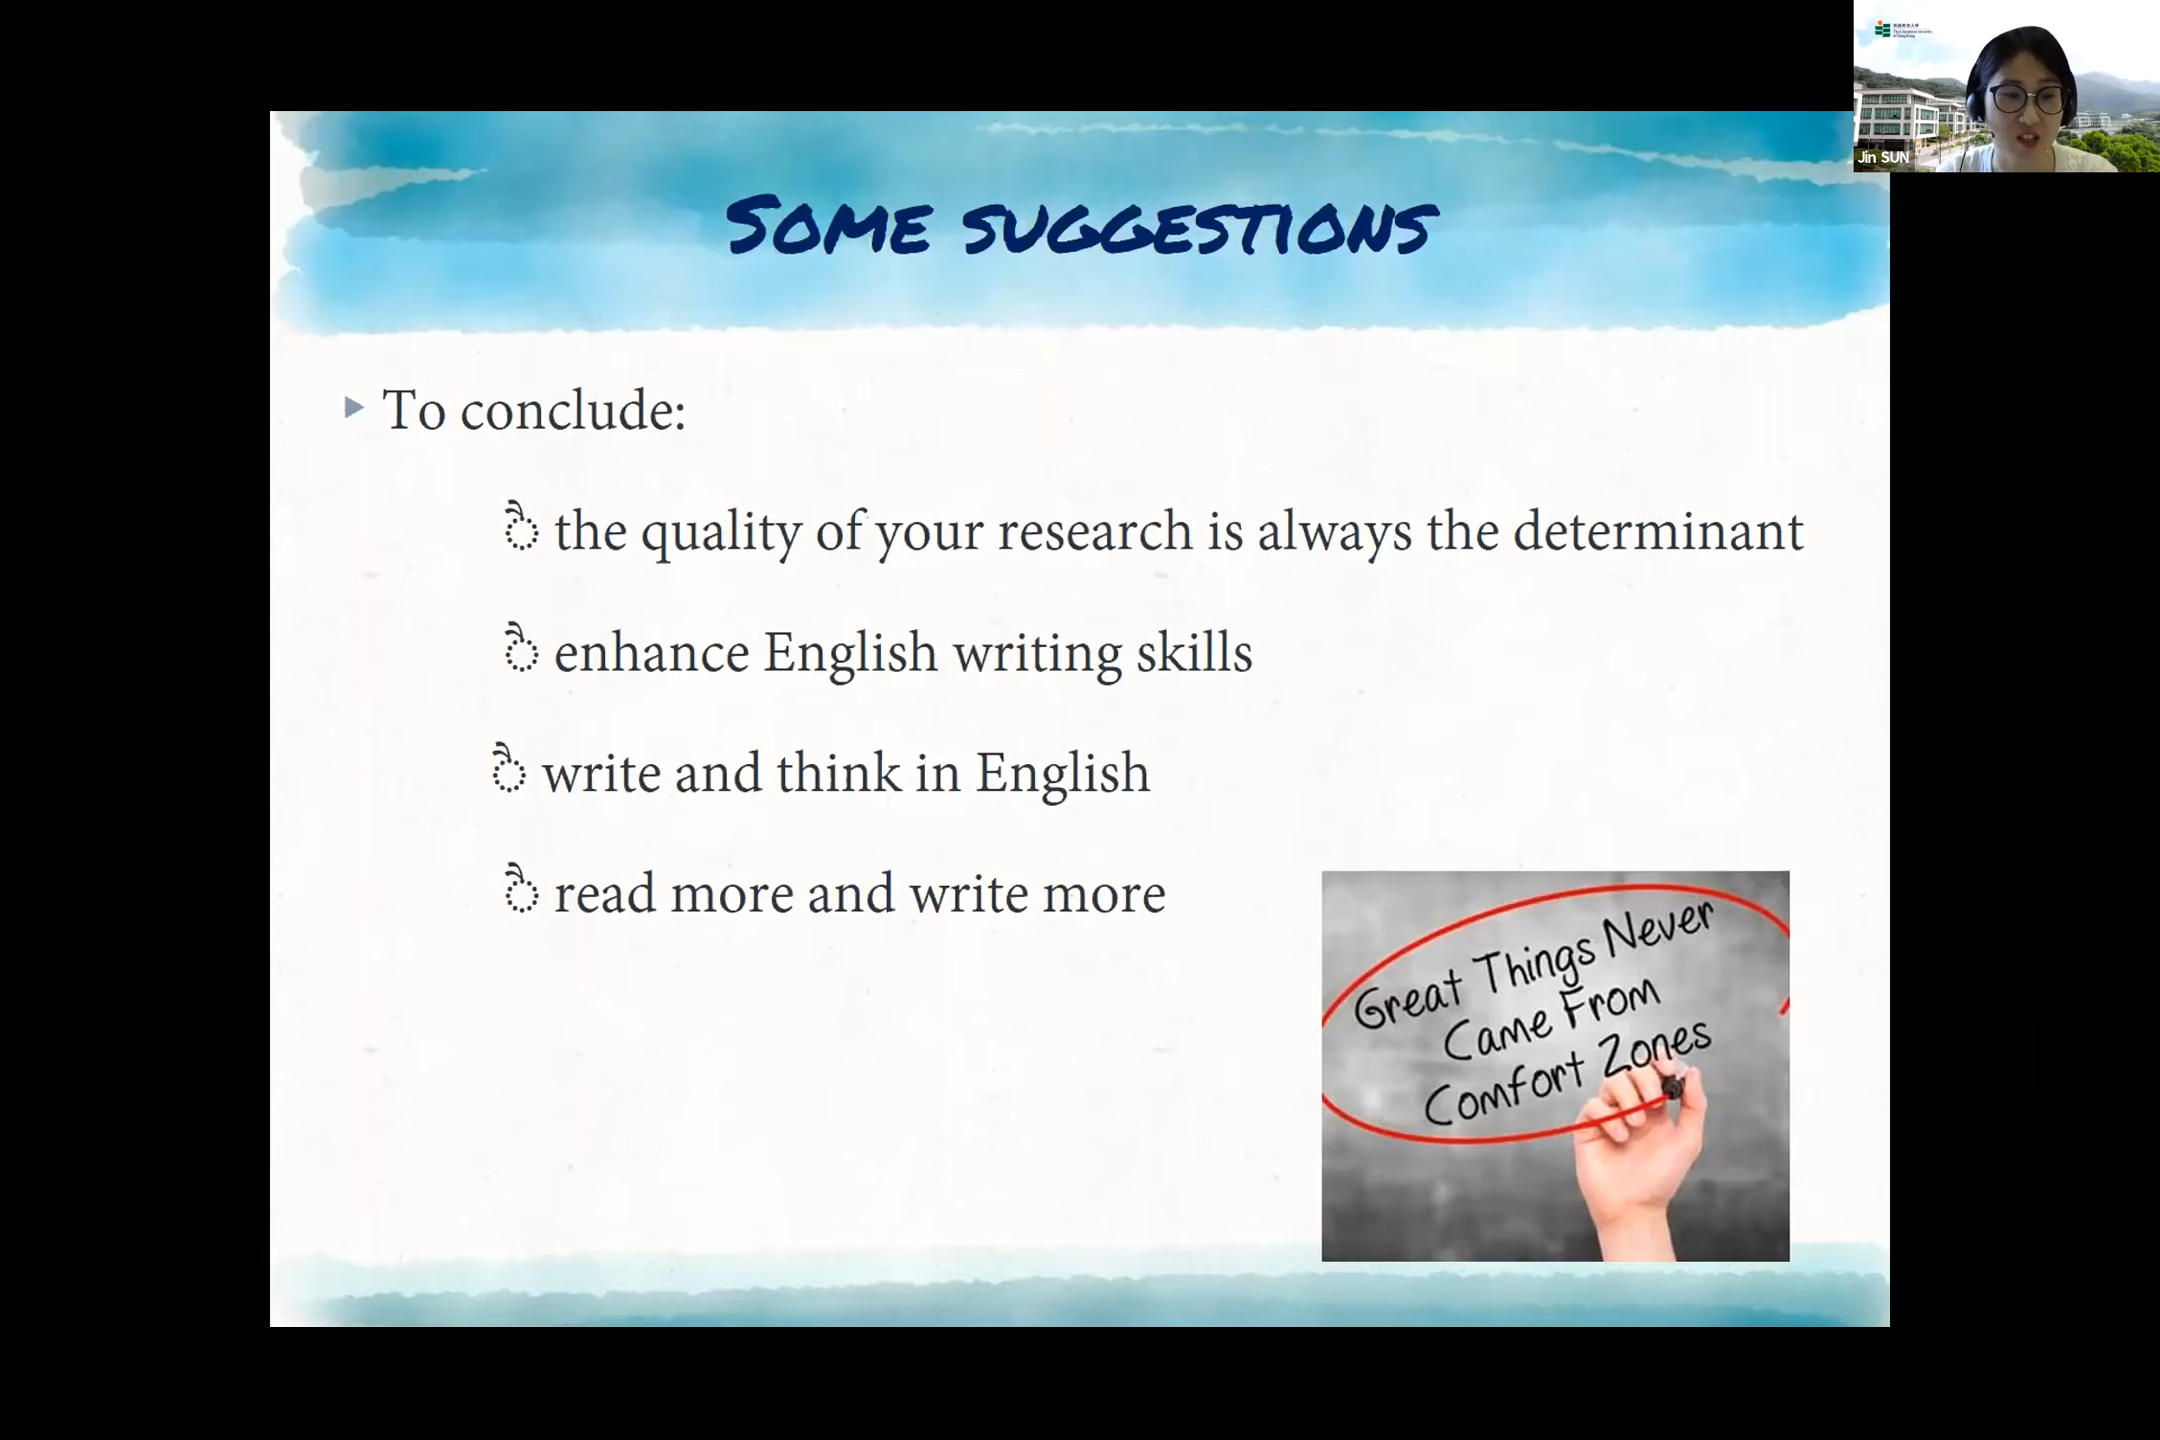 Some suggestions
To conclude:
the quality of your research is always the determinant
enhance English writing skills
write and think in English
read more and write more
Great Things Never
Came From
Comfort Zones
Jin SUN